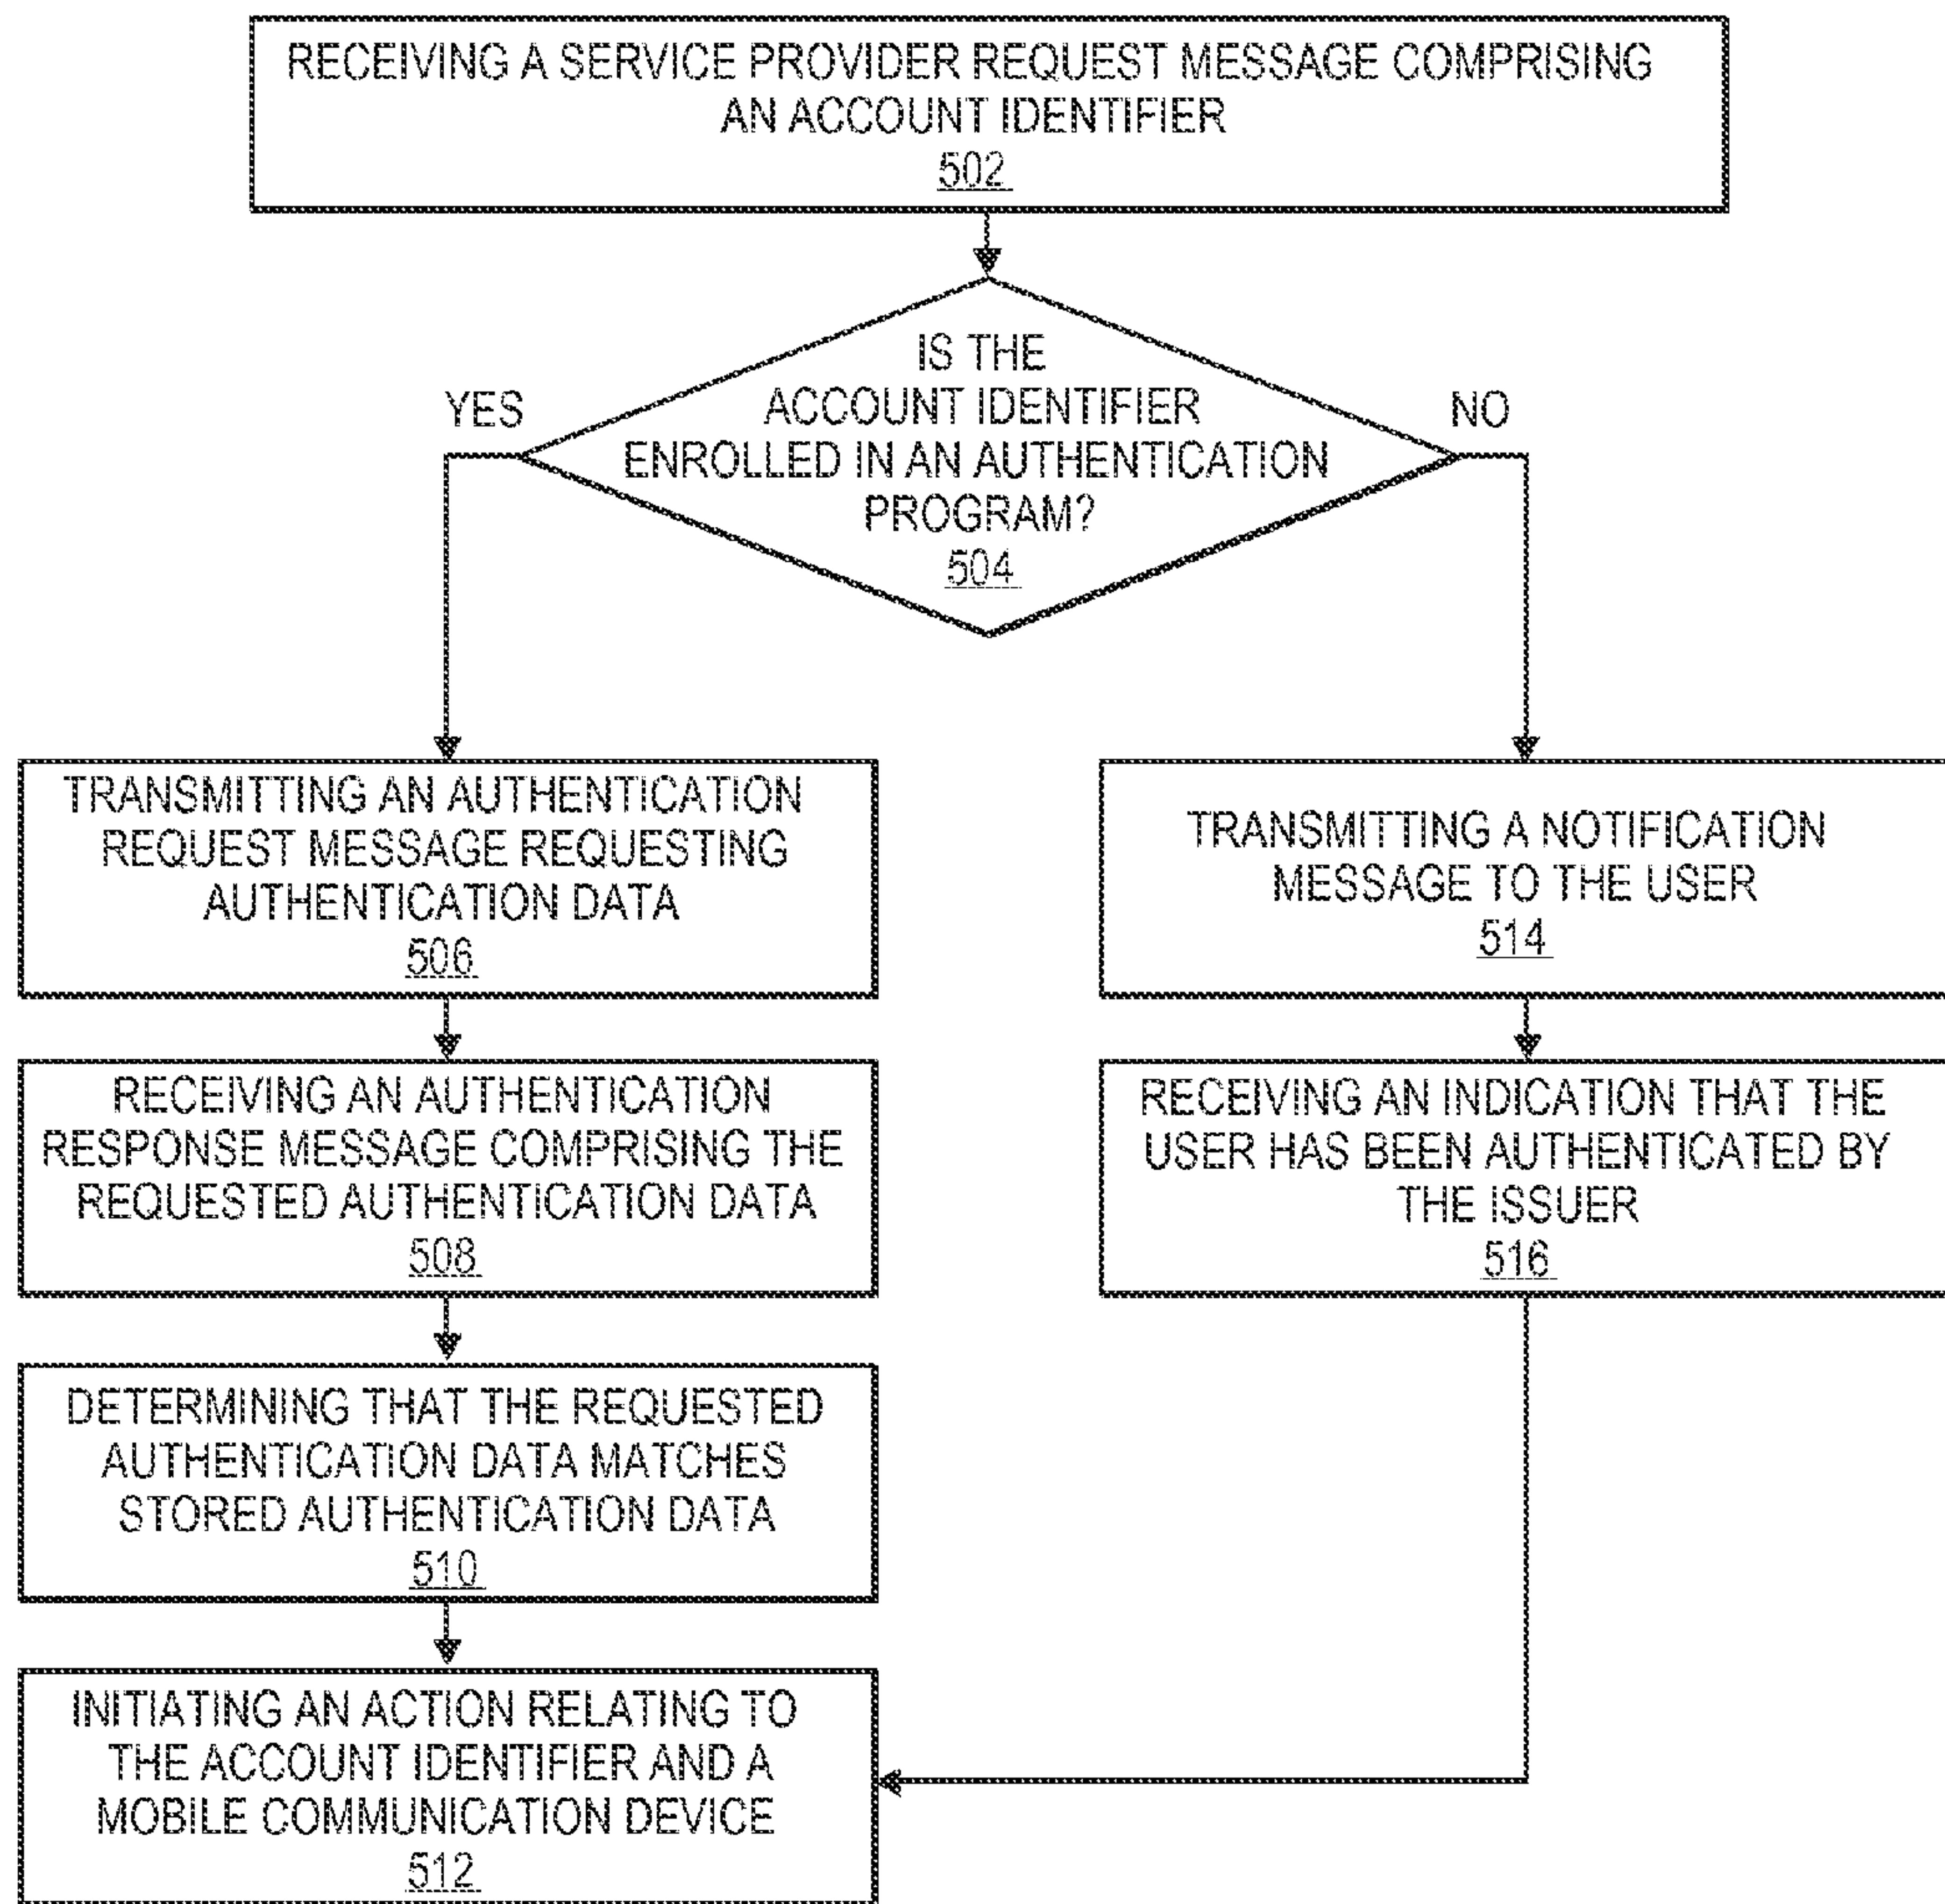 RECEIVING A SERVICE PROVIDER REQUEST MESSAGE COMPRISING
AN ACCOUNT IDENTIFIER
502
IS THE
ACCOUNT IDENTIFIER
ENROLLED IN AN AUTHENTICATION
PROGRAM?
504
YES
NO
TRANSMITTING AN AUTHENTICATION
REQUEST MESSAGE REQUESTING
AUTHENTICATION DATA
506
RECEIVING AN AUTHENTICATION
RESPONSE MESSAGE COMPRISING THE
REQUESTED AUTHENTICATION DATA
508
DETERMINING THAT THE REQUESTED
AUTHENTICATION DATA MATCHES
STORED AUTHENTICATION DATA
510
INITIATING AN ACTION RELATING TO
THE ACCOUNT IDENTIFIER AND A
MOBILE COMMUNICATION DEVICE
512
TRANSMITTING A NOTIFICATION
MESSAGE TO THE USER
514
RECEIVING AN INDICATION THAT THE
USER HAS BEEN AUTHENTICATED BY
THE ISSUER
516